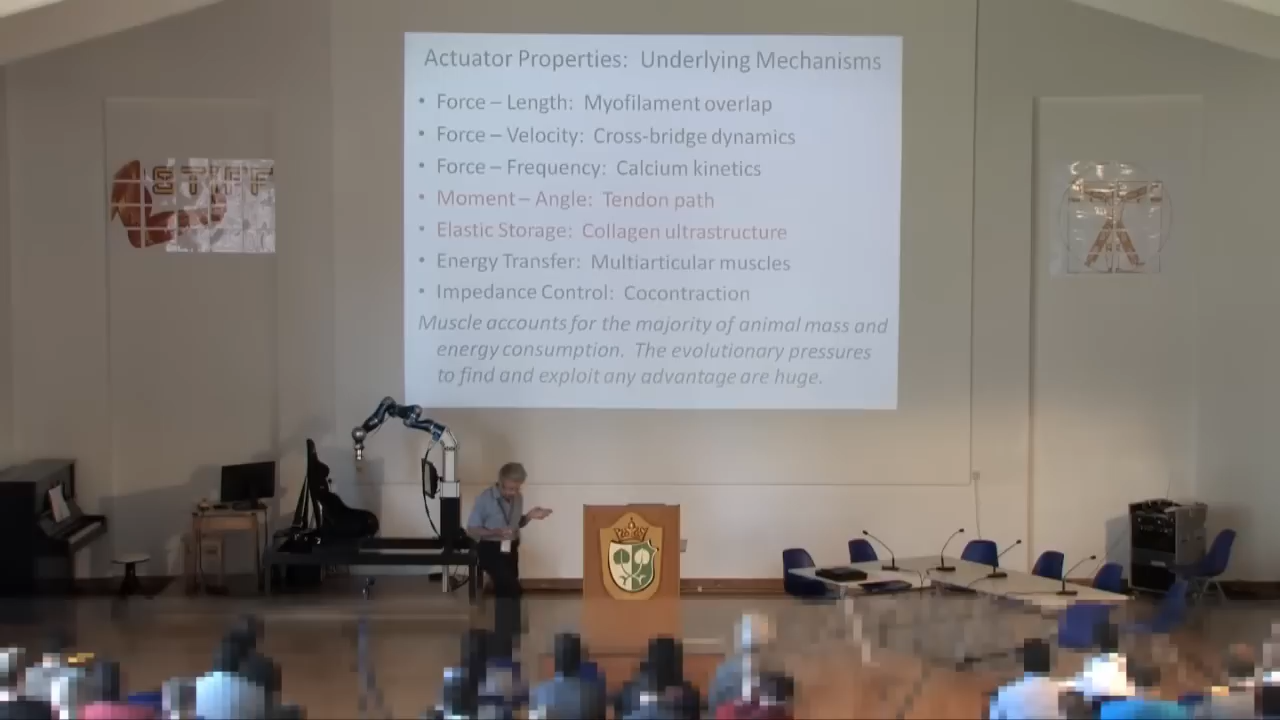 Actuator Properties: Underlying Mechanisms
• Force – Length: Myofilament overlap
• Force – Velocity: Cross-bridge dynamics
• Force – Frequency: Calcium kinetics
• Moment – Angle: Tendon path
• Elastic Storage: Collagen ultrastructure
• Energy Transfer: Multiarticular muscles
• Impedance Control: Cocontraction
Muscle accounts for the majority of animal mass and
energy consumption. The evolutionary pressures
to find and exploit any advantage are huge.
STIFF